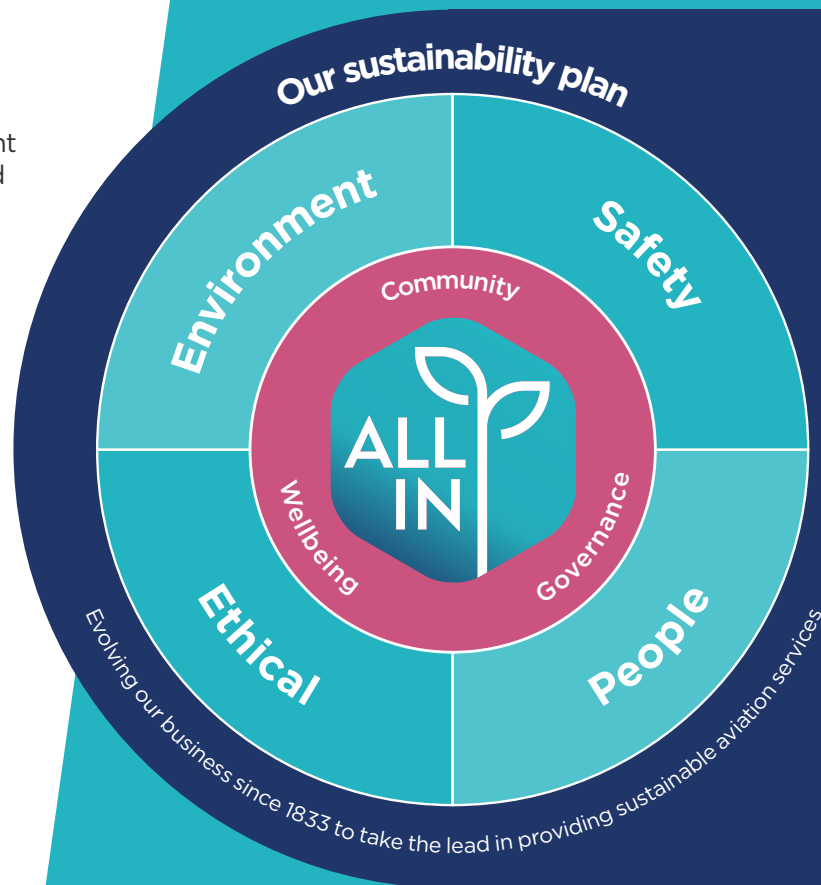 Our sustainability plan
Environment
Safety
Community
ALL
IN
Wellbeing
Governance
Ethical
People
Evolving our business since 1833 to take the lead in providing sustainable aviation services